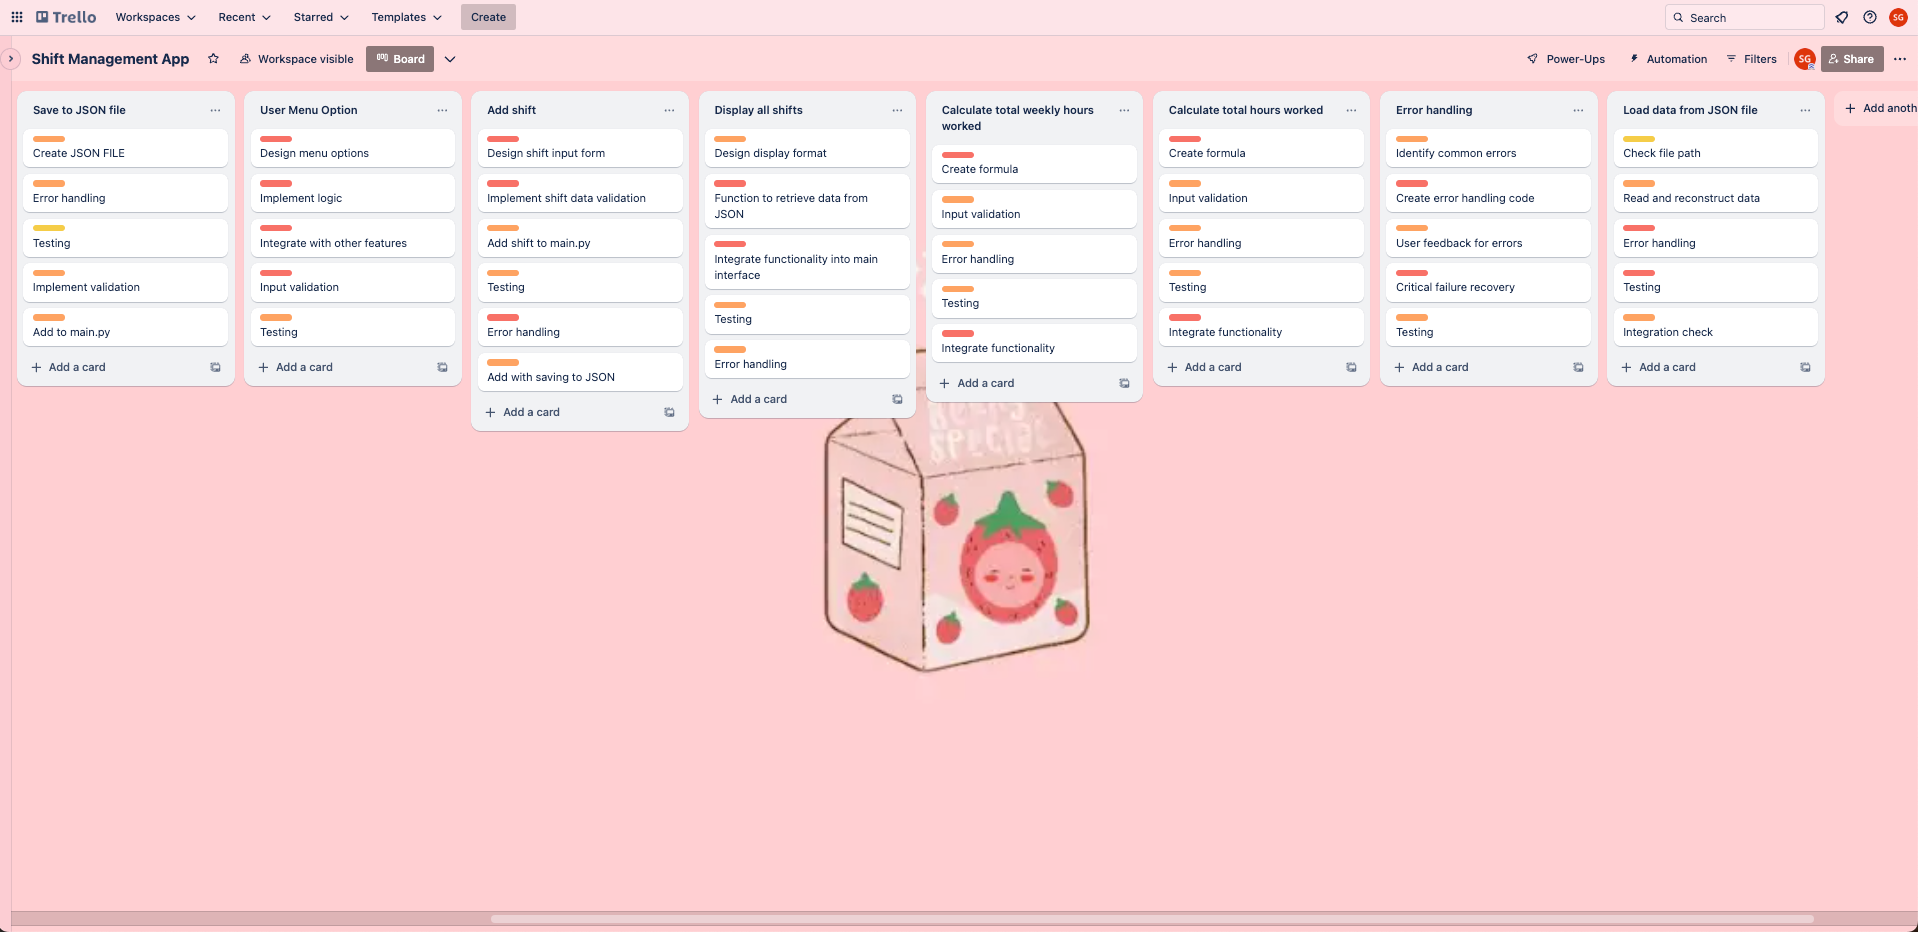 Trello
Workspaces
Recent
Starred
Templates
Create
Search
SG
Shift Management App
Workspace visible
Board
Power-Ups
Automation
Filters
SG
Share
Save to JSON file
Create JSON FILE
Error handling
Testing
Implement validation
Add to main.py
Add a card
User Menu Option
Design menu options
Implement logic
Integrate with other features
Input validation
Testing
Add a card
Add shift
Design shift input form
Implement shift data validation
Add shift to main.py
Testing
Error handling
Add with saving to JSON
Add a card
Display all shifts
Design display format
Function to retrieve data from
JSON
Integrate functionality into main
interface
Testing
Error handling
Add a card
Calculate total weekly hours
worked
Create formula
Input validation
Error handling
Testing
Integrate functionality
Add a card
Calculate total hours worked
Create formula
Input validation
Error handling
Testing
Integrate functionality
Add a card
Error handling
Identify common errors
Create error handling code
User feedback for errors
Critical failure recovery
Testing
Add a card
Load data from JSON file
Check file path
Read and reconstruct data
Error handling
Testing
Integration check
Add a card
Add anoth
SPECIAL